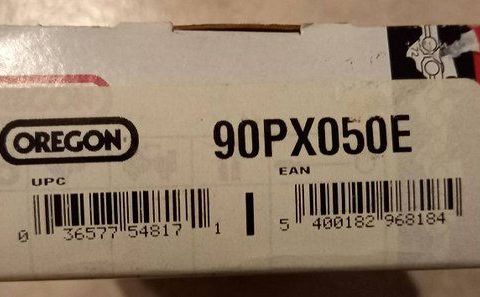 OREGON
90PX050E
UPC
EAN
0 36577 54817 1
5 400182 968184